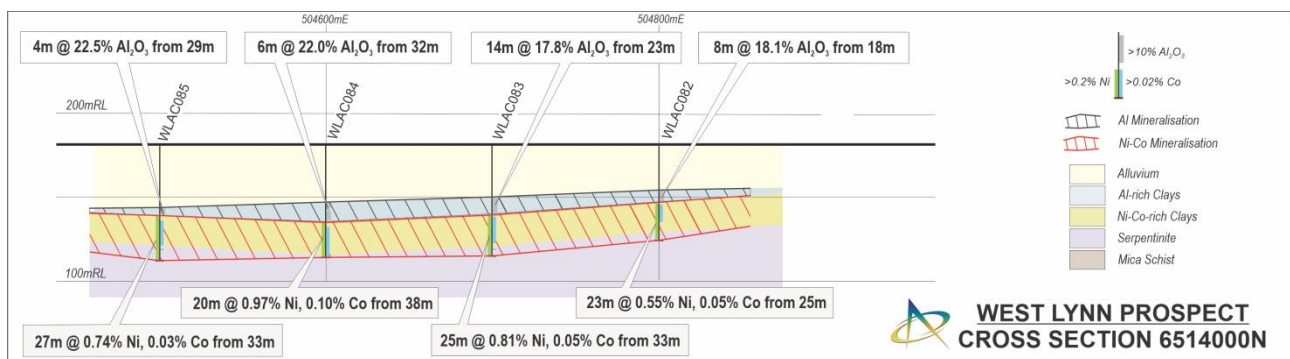 504600mE
504800mE
4m @ 22.5% Al₂O₃ from 29m
6m @ 22.0% Al₂O₃ from 32m
14m @ 17.8% Al₂O₃ from 23m
8m @ 18.1% Al₂O₃ from 18m
WLAC085
WLAC084
WLAC083
WLAC082
200mRL
100mRL
20m @ 0.97% Ni, 0.10% Co from 38m
23m @ 0.55% Ni, 0.05% Co from 25m
27m @ 0.74% Ni, 0.03% Co from 33m
25m @ 0.81% Ni, 0.05% Co from 33m
>10% Al₂O₃
>0.2% Ni
>0.02% Co
Al Mineralisation
Ni-Co Mineralisation
Alluvium
Al-rich Clays
Ni-Co-rich Clays
Serpentinite
Mica Schist
WEST LYNN PROSPECT
CROSS SECTION 6514000N